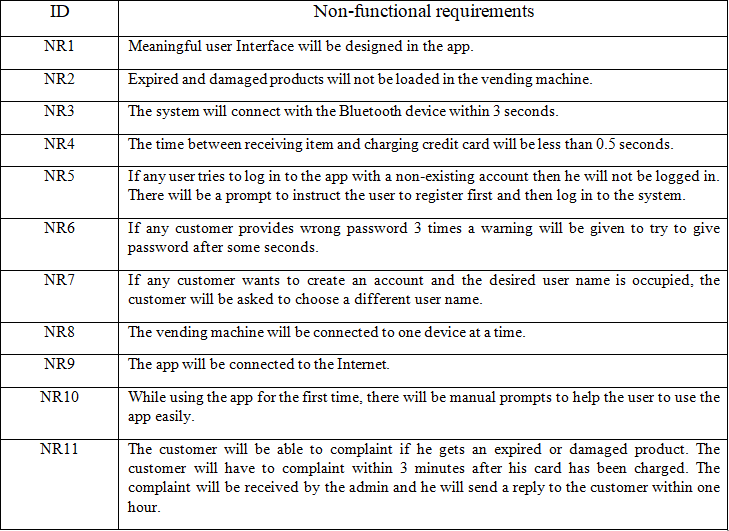 ID Non-functional requirements
NR1 Meaningful user Interface will be designed in the app.
NR2 Expired and damaged products will not be loaded in the vending machine.
NR3 The system will connect with the Bluetooth device within 3 seconds.
NR4 The time between receiving item and charging credit card will be less than 0.5 seconds.
NR5 If any user tries to log in to the app with a non-existing account then he will not be logged in.
There will be a prompt to instruct the user to register first and then log in to the system.
NR6 If any customer provides wrong password 3 times a warning will be given to try to give
password after some seconds.
NR7 If any customer wants to create an account and the desired user name is occupied, the
customer will be asked to choose a different user name.
NR8 The vending machine will be connected to one device at a time.
NR9 The app will be connected to the Internet.
NR10 While using the app for the first time, there will be manual prompts to help the user to use the
app easily.
NR11 The customer will be able to complaint if he gets an expired or damaged product. The
customer will have to complaint within 3 minutes after his card has been charged. The
complaint will be received by the admin and he will send a reply to the customer within one
hour.